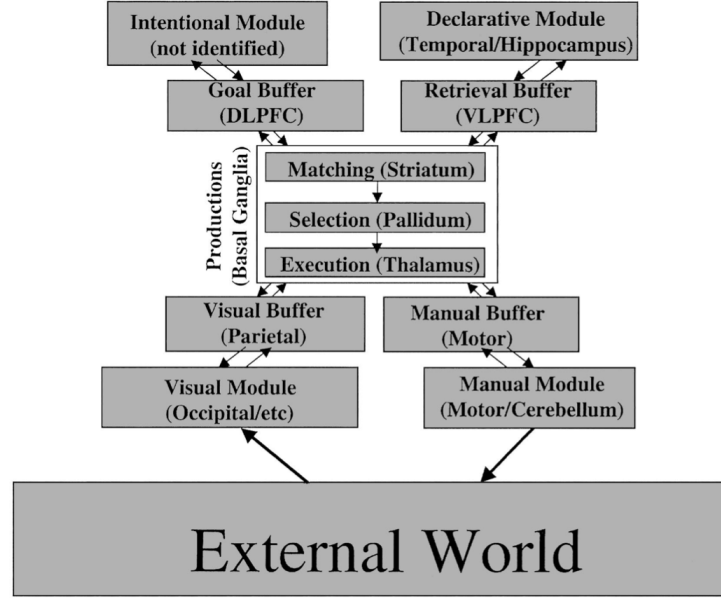 Intentional Module
(not identified)
Declarative Module
(Temporal/Hippocampus)
Goal Buffer
(DLPFC)
Retrieval Buffer
(VLPFC)
Productions
(Basal Ganglia)
Matching (Striatum)
Selection (Pallidum)
Execution (Thalamus)
Visual Buffer
(Parietal)
Manual Buffer
(Motor)
Visual Module
(Occipital/etc)
Manual Module
(Motor/Cerebellum)
External World